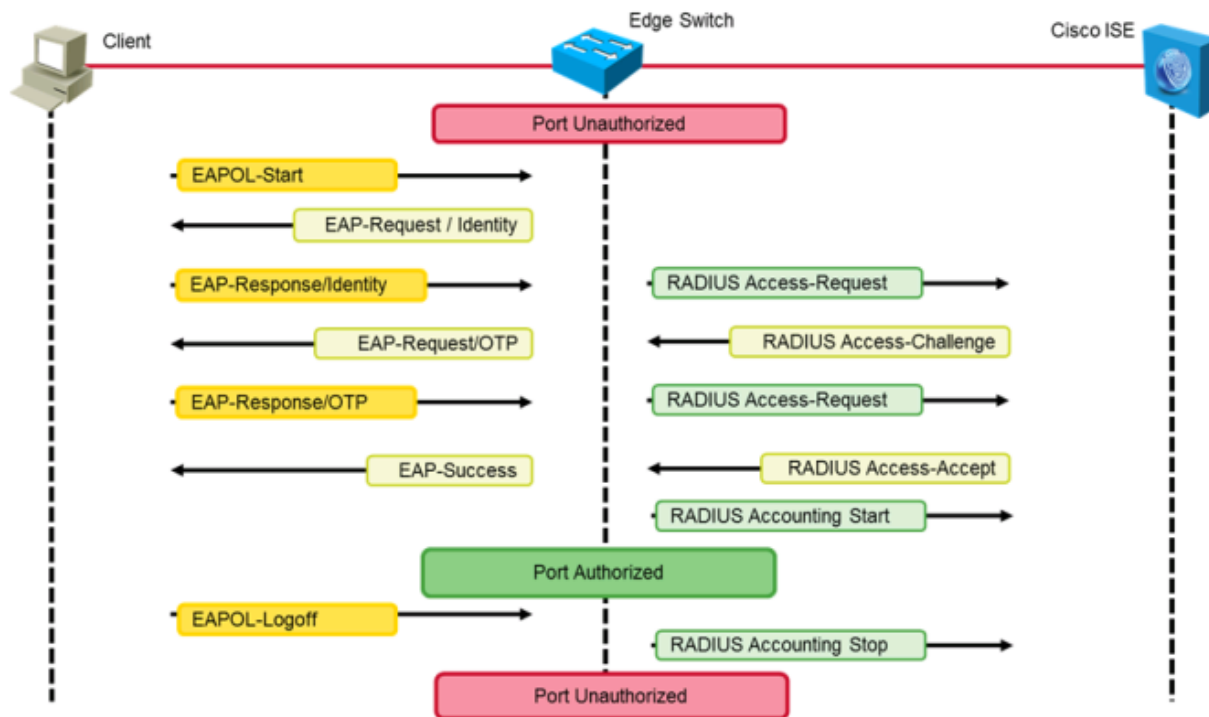 Client
Edge Switch
Cisco ISE
Port Unauthorized
EAPOL-Start
EAP-Request / Identity
EAP-Response/Identity
RADIUS Access-Request
EAP-Request/OTP
RADIUS Access-Challenge
EAP-Response/OTP
RADIUS Access-Request
EAP-Success
RADIUS Access-Accept
RADIUS Accounting Start
Port Authorized
EAPOL-Logoff
RADIUS Accounting Stop
Port Unauthorized